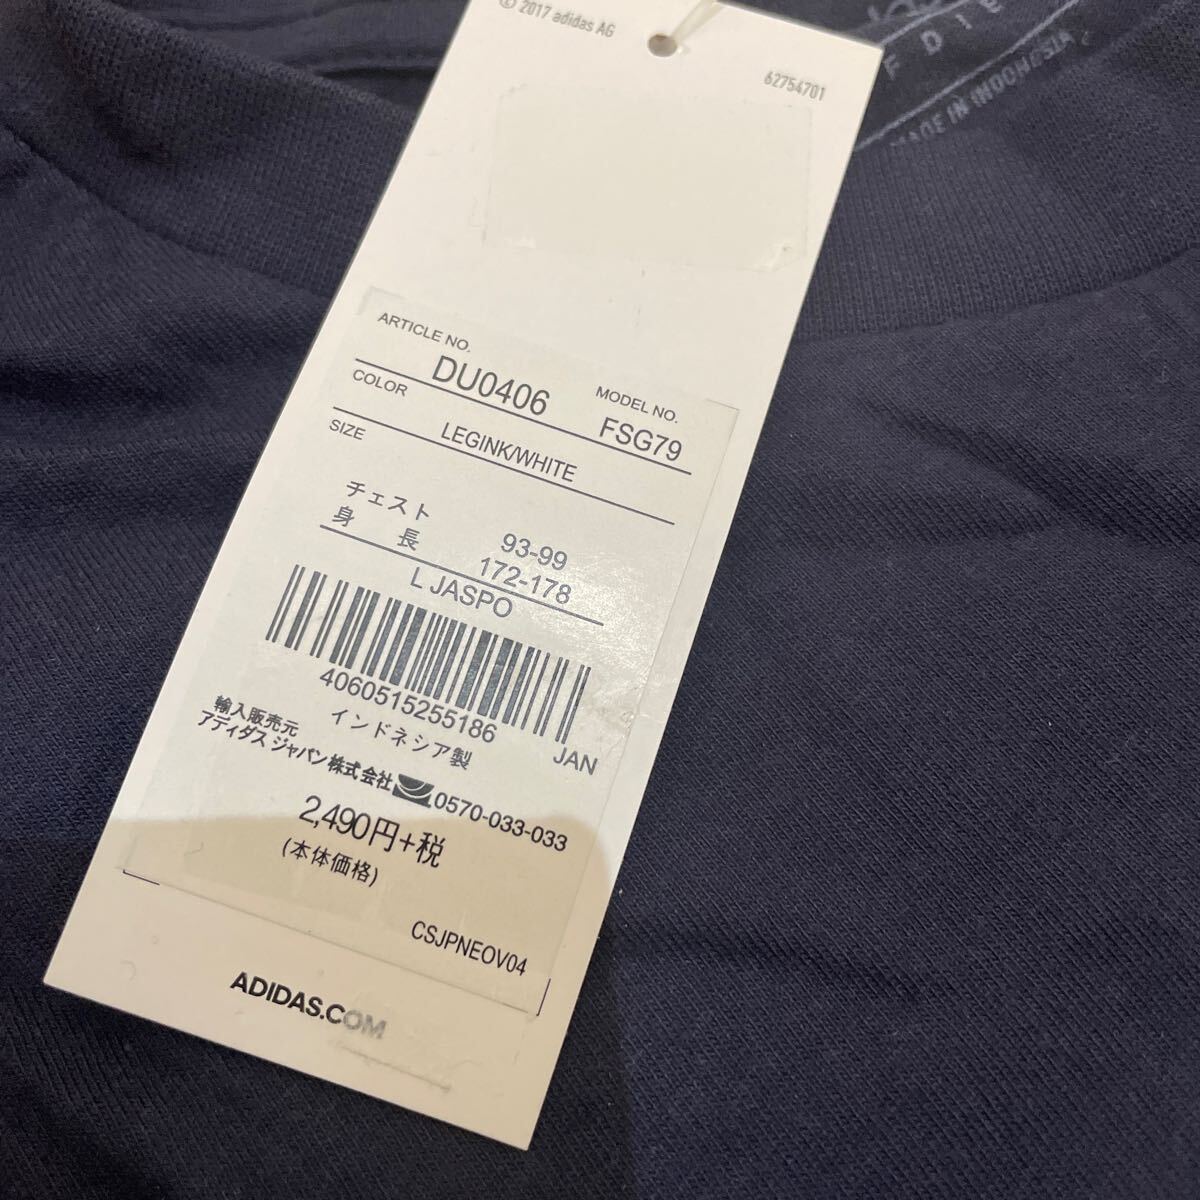 © 2017 adidas AG
62754701
ARTICLE NO.
DU0406
MODEL NO.
FSG79
COLOR
LEGINK/WHITE
SIZE
チェスト 93-99
身 長 172-178
L JASPO
4060515255186
JAN
インドネシア製
輸入販売元
アディダス ジャパン株式会社 0570-033-033
2,490円+税
(本体価格)
CSJPNEOV04
ADIDAS.COM
MADE IN INDONESIA